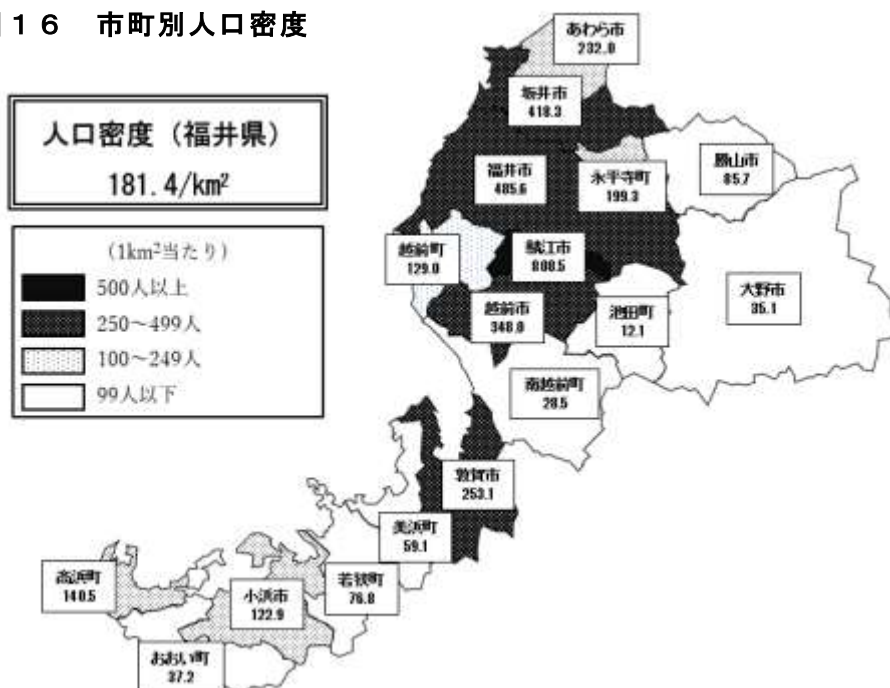 １６　市町別人口密度
人口密度（福井県）
181.4/km²
（1km²当たり）
500人以上
250～499人
100～249人
99人以下
あわら市
232.0
坂井市
418.3
福井市
485.6
永平寺町
199.3
勝山市
85.7
越前町
129.0
鯖江市
808.5
大野市
35.1
越前市
348.0
池田町
12.1
南越前町
28.5
敦賀市
253.1
美浜町
59.1
若狭町
76.8
高浜町
140.5
小浜市
122.9
おおい町
37.2